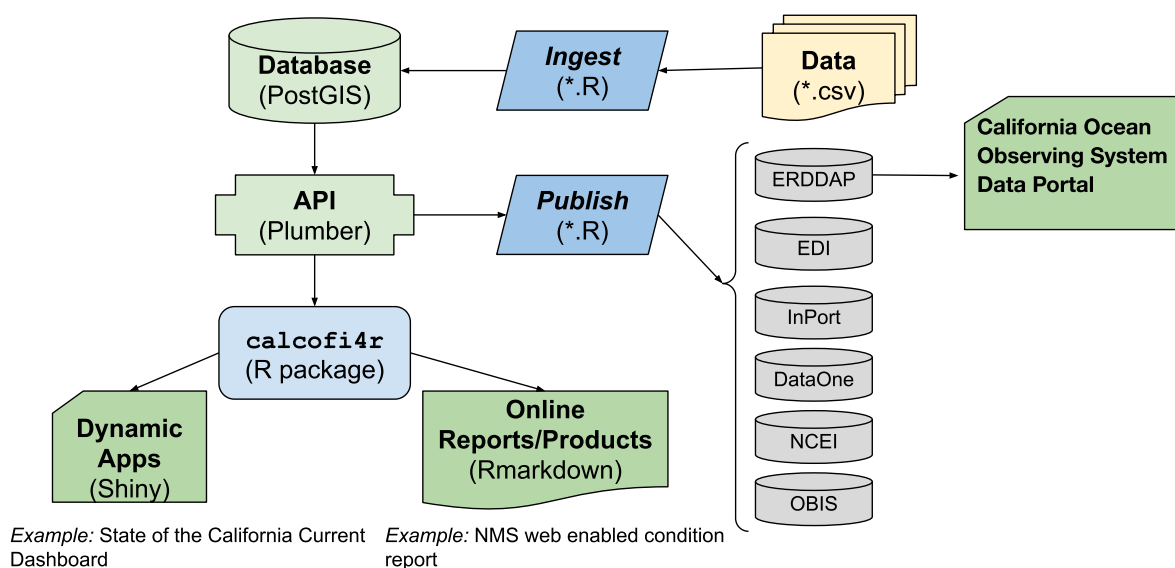 Database
(PostGIS)
Ingest
(*.R)
Data
(*.csv)
California Ocean
Observing System
Data Portal
API
(Plumber)
Publish
(*.R)
ERDDAP
EDI
InPort
DataOne
NCEI
OBIS
calcofi4r
(R package)
Dynamic
Apps
(Shiny)
Online
Reports/Products
(Rmarkdown)
Example: State of the California Current
Dashboard
Example: NMS web enabled condition
report